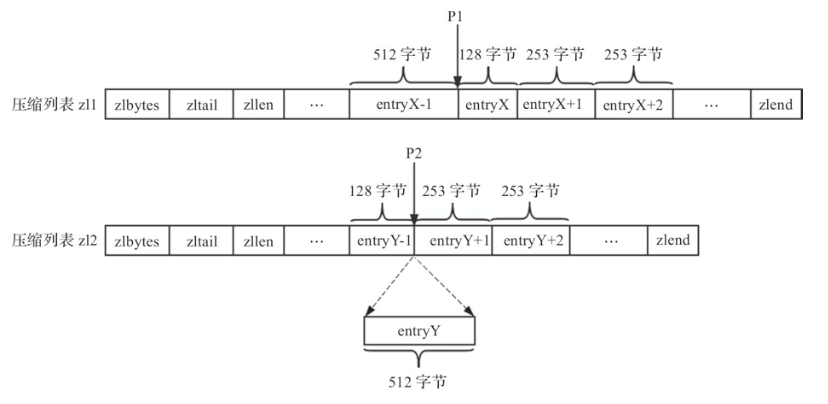 P1
512 字节 128 字节 253 字节 253 字节
压缩列表 zl1 zlbytes zltail zllen … entryX-1 entryX entryX+1 entryX+2 … zlend
P2
128 字节 253 字节 253 字节
压缩列表 zl2 zlbytes zltail zllen … entryY-1 entryY+1 entryY+2 … zlend
entryY
512 字节